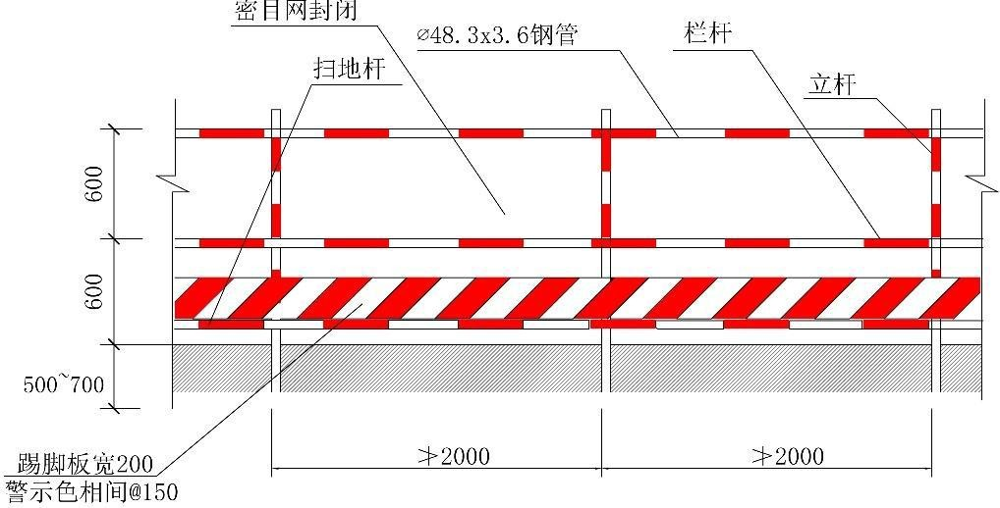 密目网封闭
⌀48.3x3.6钢管
栏杆
扫地杆
立杆
600
600
500~700
≯2000
≯2000
踢脚板宽200
警示色相间@150